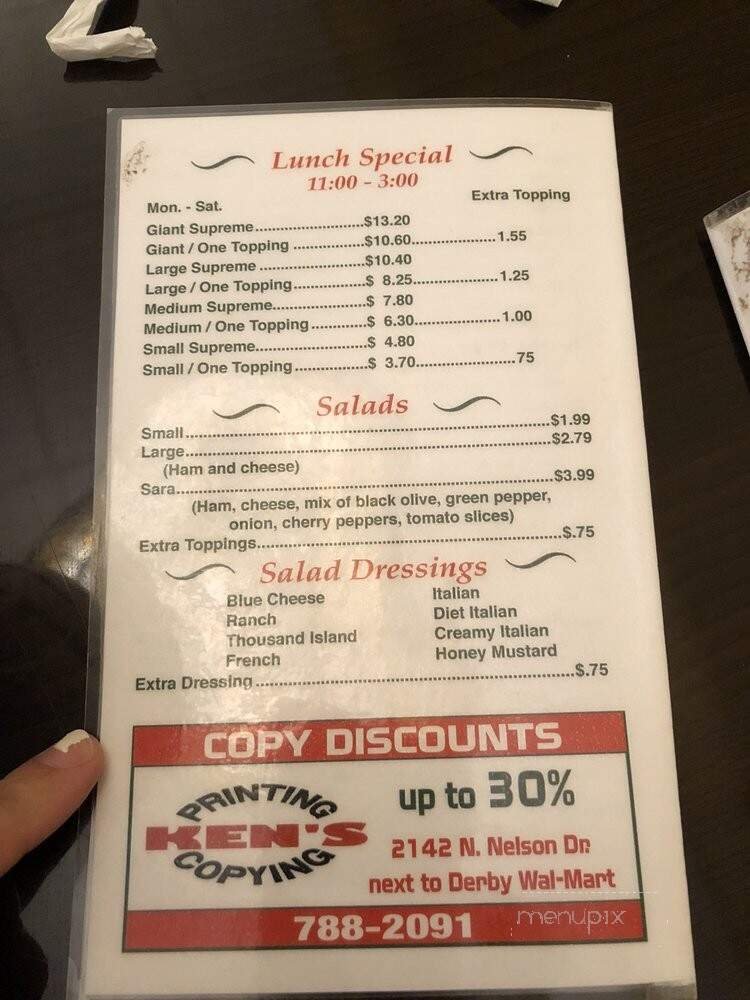 Lunch Special
11:00 - 3:00
Mon. - Sat. Extra Topping
Giant Supreme..............................$13.20
Giant / One Topping ....................$10.60......................1.55
Large Supreme ............................$10.40
Large / One Topping....................$ 8.25......................1.25
Medium Supreme.........................$ 7.80
Medium / One Topping................$ 6.30......................1.00
Small Supreme.............................$ 4.80
Small / One Topping.....................$ 3.70.........................75
Salads
Small.....................................................................................$1.99
Large.....................................................................................$2.79
(Ham and cheese)
Sara.......................................................................................$3.99
(Ham, cheese, mix of black olive, green pepper,
onion, cherry peppers, tomato slices)
Extra Toppings.......................................................................$.75
Salad Dressings
Blue Cheese Italian
Ranch Diet Italian
Thousand Island Creamy Italian
French Honey Mustard
Extra Dressing.........................................................................$.75
COPY DISCOUNTS
PRINTING
KEN'S
COPYING
up to 30%
2142 N. Nelson Dr.
next to Derby Wal-Mart
788-2091
menupix